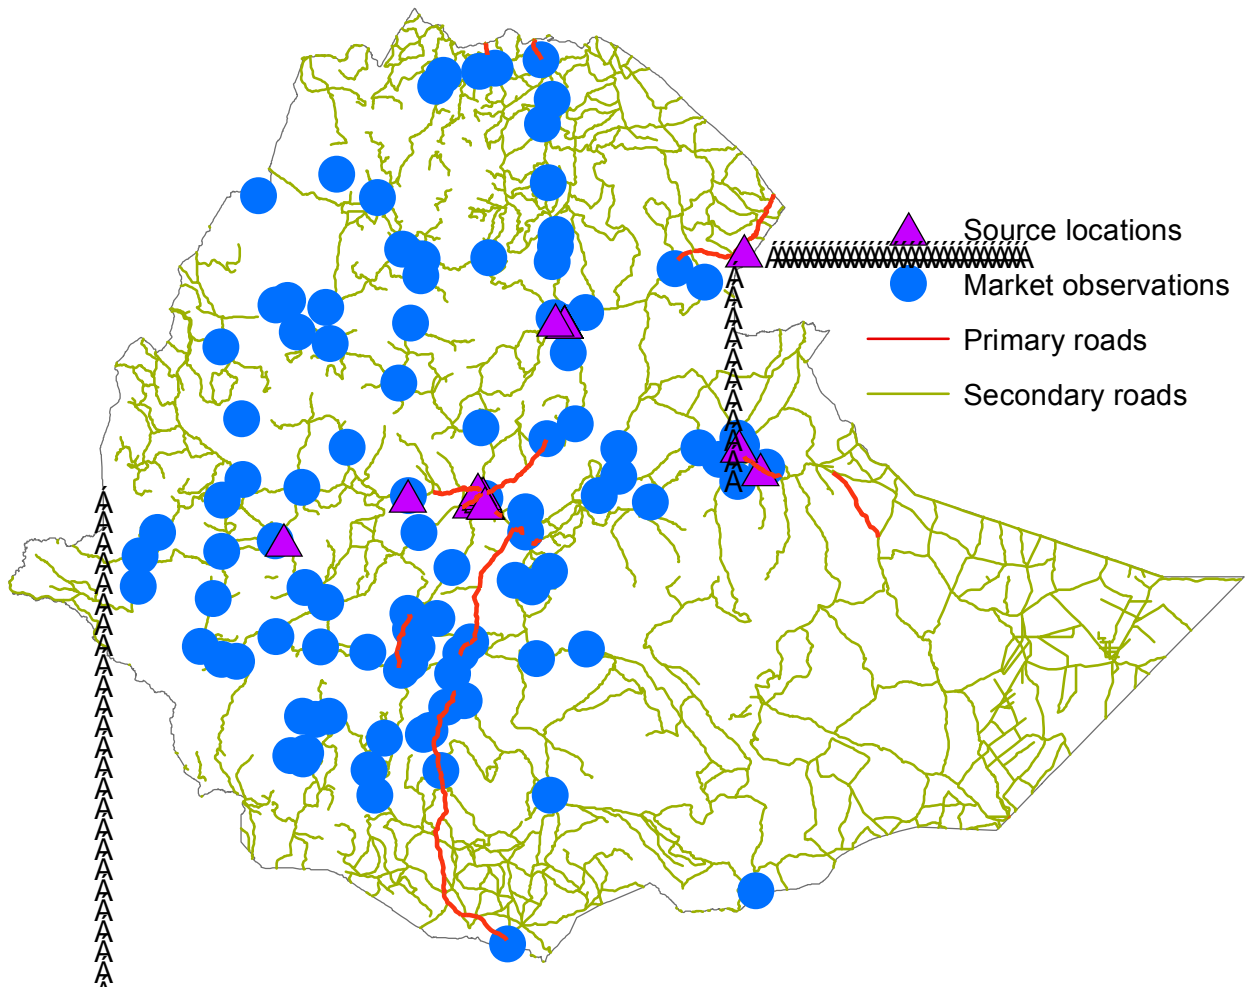 Source locations
Market observations
Primary roads
Secondary roads